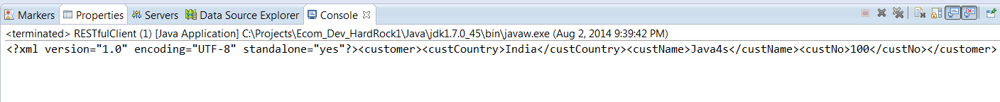 Markers Properties Servers Data Source Explorer Console
<terminated> RESTfulClient (1) [Java Application] C:\Projects\Ecom_Dev_HardRock1\Java\jdk1.7.0_45\bin\javaw.exe (Aug 2, 2014 9:39:42 PM)
<?xml version="1.0" encoding="UTF-8" standalone="yes"?><customer><custCountry>India</custCountry><custName>Java4s</custName><custNo>100</custNo></customer>